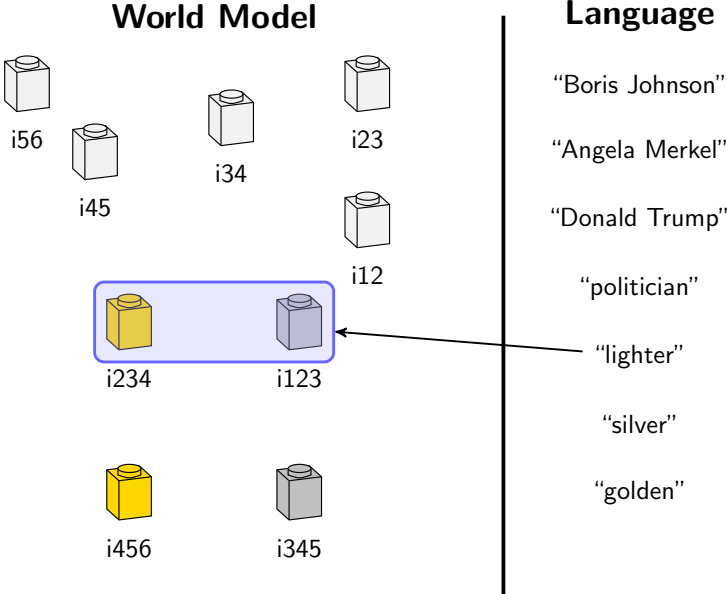 World Model
i56
i45
i34
i23
i12
i234
i123
i456
i345
Language
“Boris Johnson”
“Angela Merkel”
“Donald Trump”
“politician”
“lighter”
“silver”
“golden”